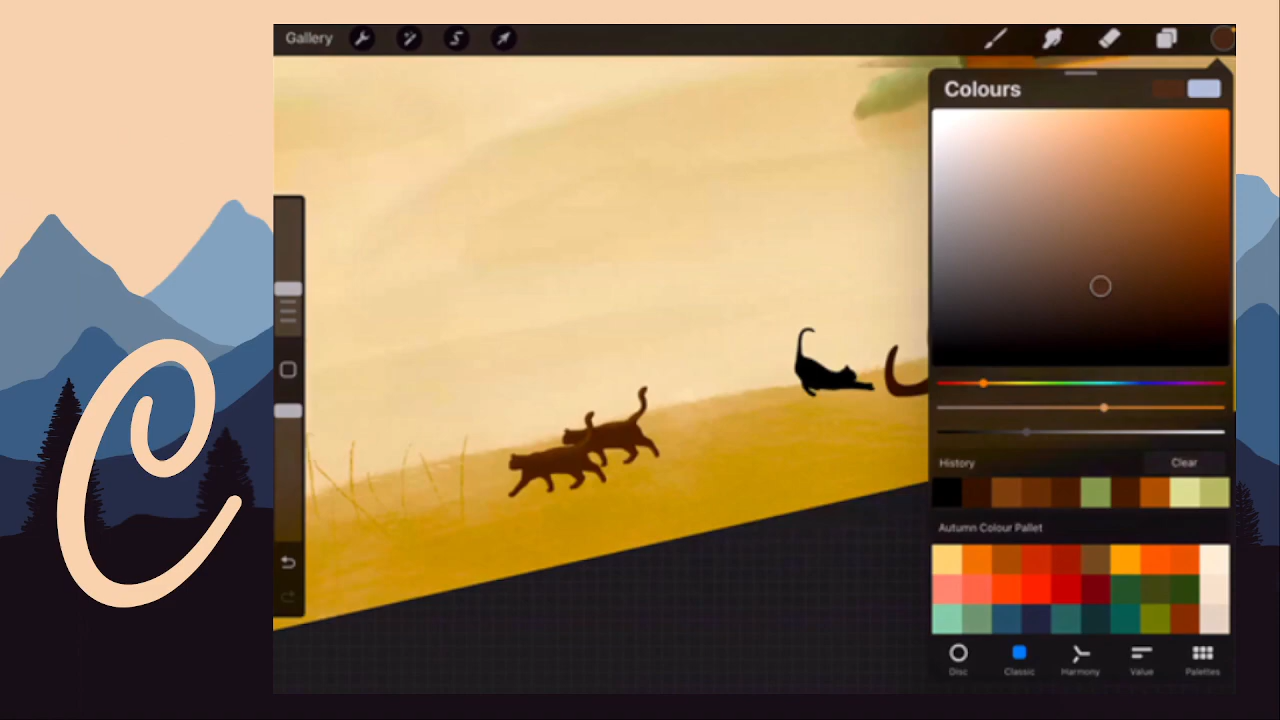 Gallery
Colours
History
Clear
Autumn Colour Pallet
Disc
Classic
Harmony
Value
Palettes
C